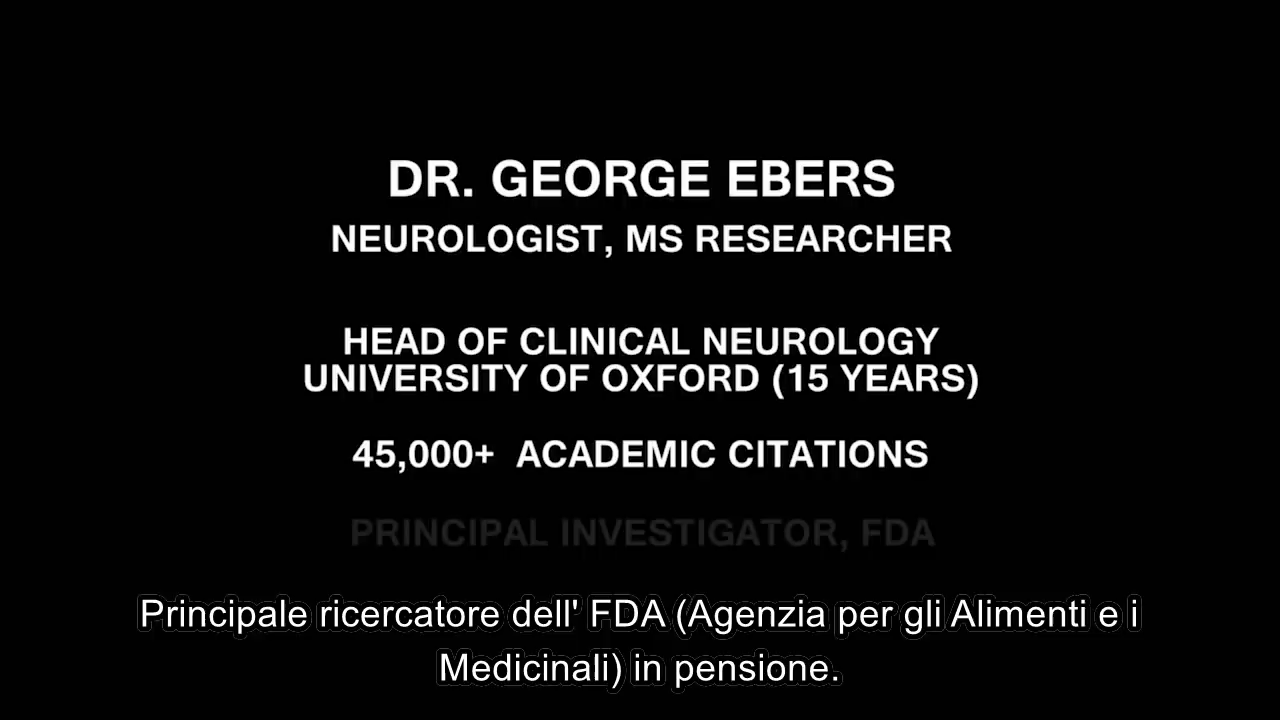 DR. GEORGE EBERS
NEUROLOGIST, MS RESEARCHER
HEAD OF CLINICAL NEUROLOGY
UNIVERSITY OF OXFORD (15 YEARS)
45,000+ ACADEMIC CITATIONS
PRINCIPAL INVESTIGATOR, FDA
Principale ricercatore dell' FDA (Agenzia per gli Alimenti e i
Medicinali) in pensione.